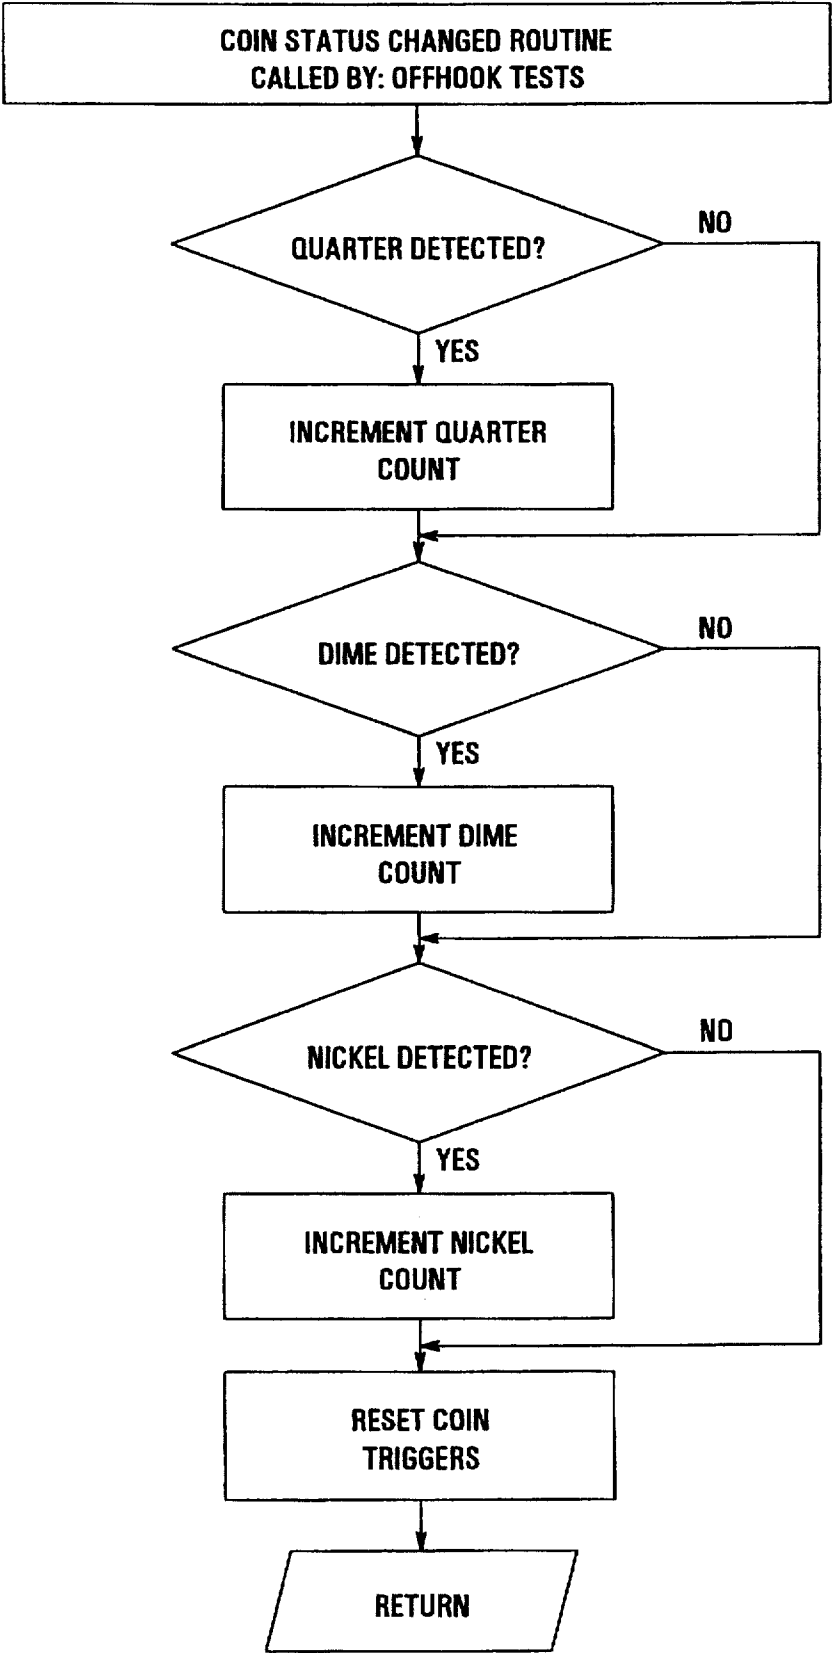 COIN STATUS CHANGED ROUTINE
CALLED BY: OFFHOOK TESTS
QUARTER DETECTED?
NO
YES
INCREMENT QUARTER
COUNT
DIME DETECTED?
NO
YES
INCREMENT DIME
COUNT
NICKEL DETECTED?
NO
YES
INCREMENT NICKEL
COUNT
RESET COIN
TRIGGERS
RETURN